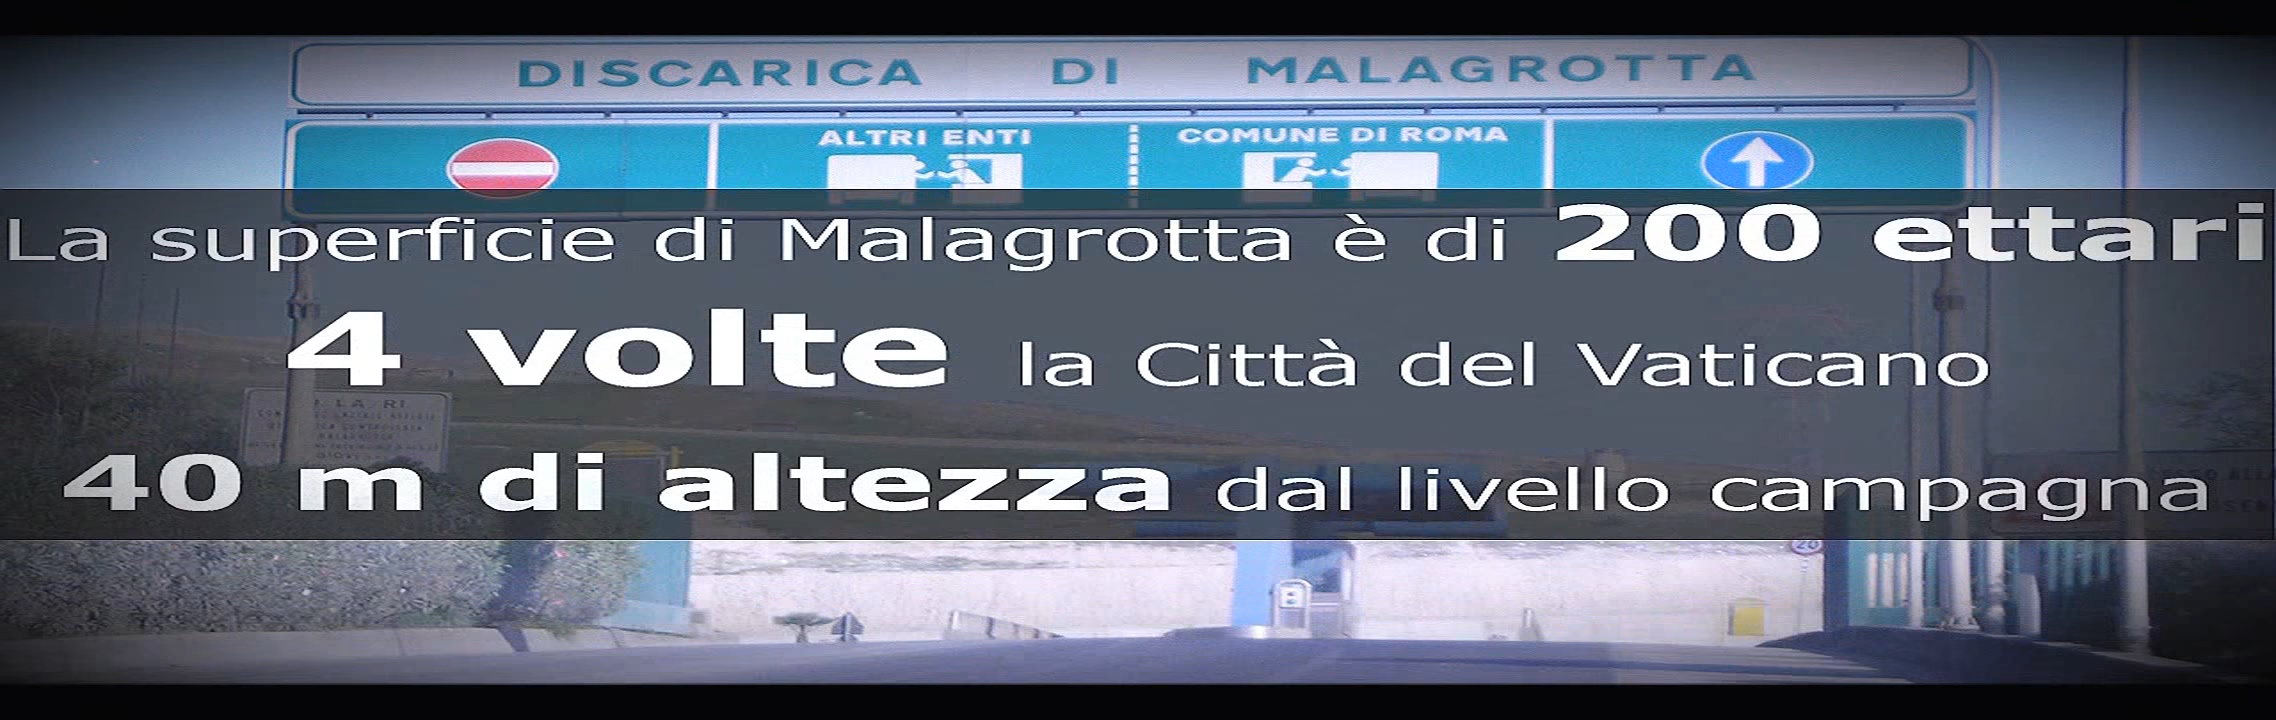 DISCARICA DI MALAGROTTA
ALTRI ENTI
COMUNE DI ROMA
La superficie di Malagrotta è di 200 ettari
4 volte la Città del Vaticano
40 m di altezza dal livello campagna
20